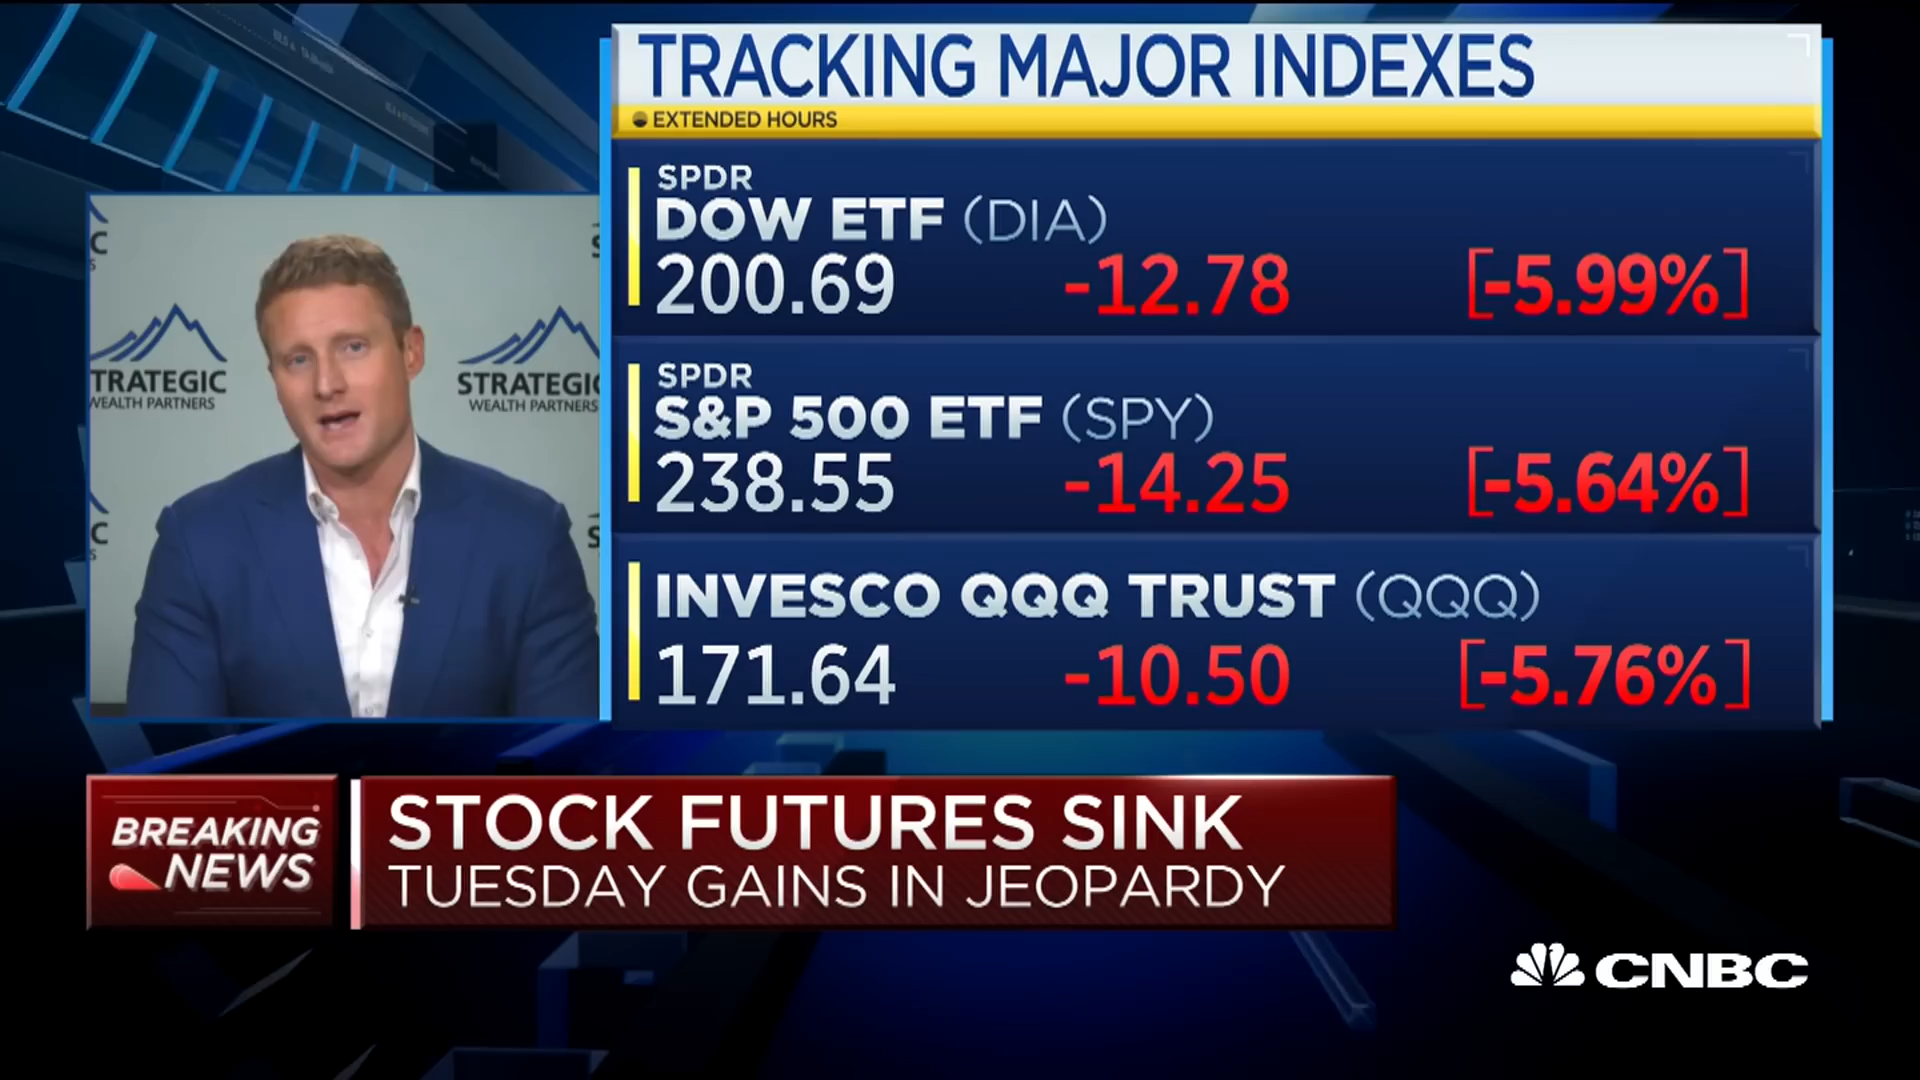 TRACKING MAJOR INDEXES
EXTENDED HOURS
SPDR
DOW ETF (DIA)
200.69 -12.78 [-5.99%]
SPDR
S&P 500 ETF (SPY)
238.55 -14.25 [-5.64%]
INVESCO QQQ TRUST (QQQ)
171.64 -10.50 [-5.76%]
TRATEGIC
WEALTH PARTNERS
STRATEGIC
WEALTH PARTNERS
BREAKING
NEWS
STOCK FUTURES SINK
TUESDAY GAINS IN JEOPARDY
CNBC